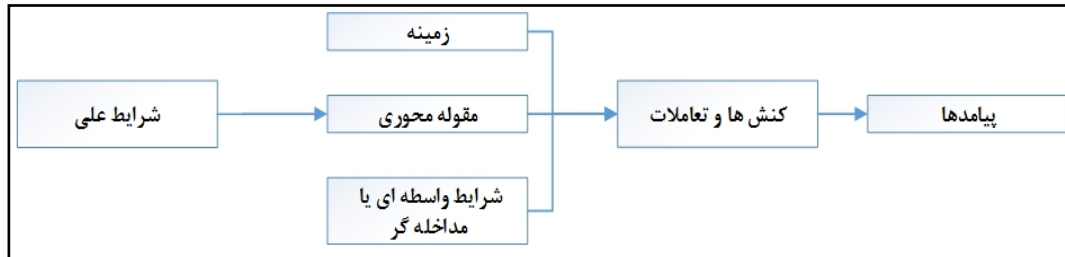 زمینه
شرایط علی
مقوله محوری
کنش ها و تعاملات
پیامدها
شرایط واسطه ای یا
مداخله گر